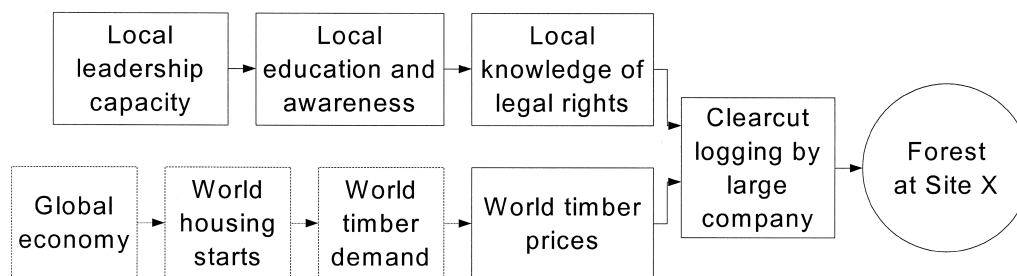 Local
leadership
capacity
Local
education and
awareness
Local
knowledge of
legal rights
Clearcut
logging by
large
company
Forest
at Site X
Global
economy
World
housing
starts
World
timber
demand
World timber
prices